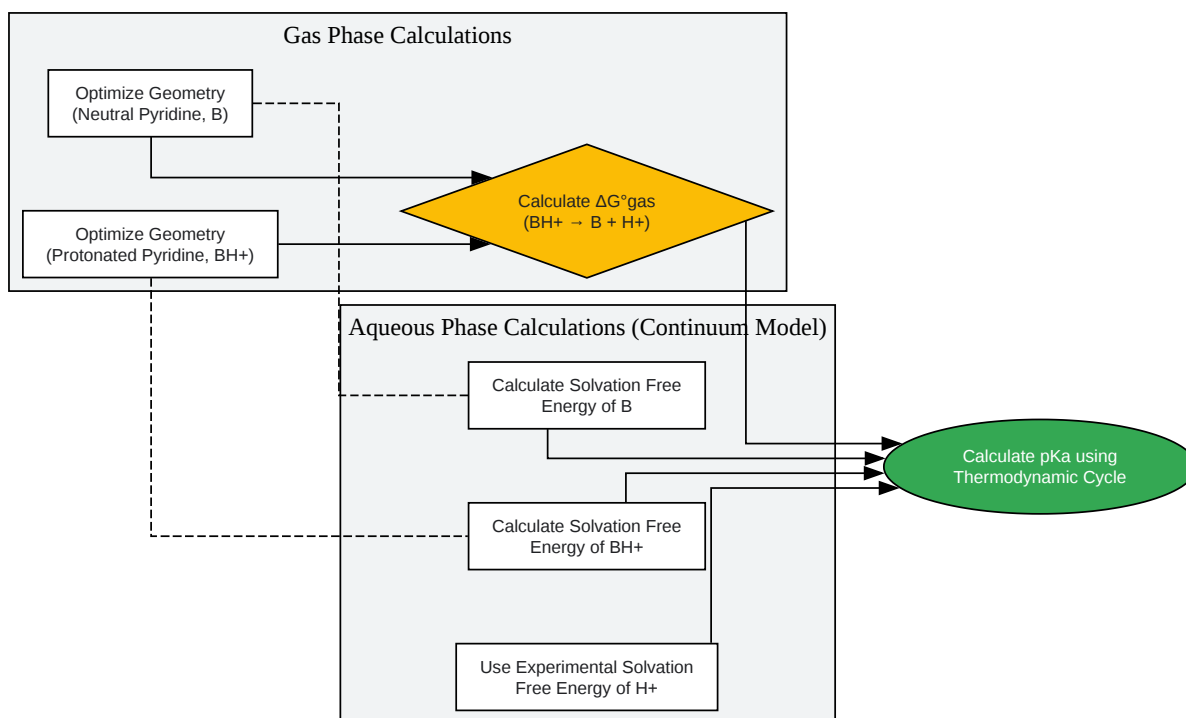 Gas Phase Calculations
Optimize Geometry
(Neutral Pyridine, B)
Calculate ΔG°gas
(BH+ → B + H+)
Optimize Geometry
(Protonated Pyridine, BH+)
Aqueous Phase Calculations (Continuum Model)
Calculate Solvation Free
Energy of B
Calculate pKa using
Thermodynamic Cycle
Calculate Solvation Free
Energy of BH+
Use Experimental Solvation
Free Energy of H+